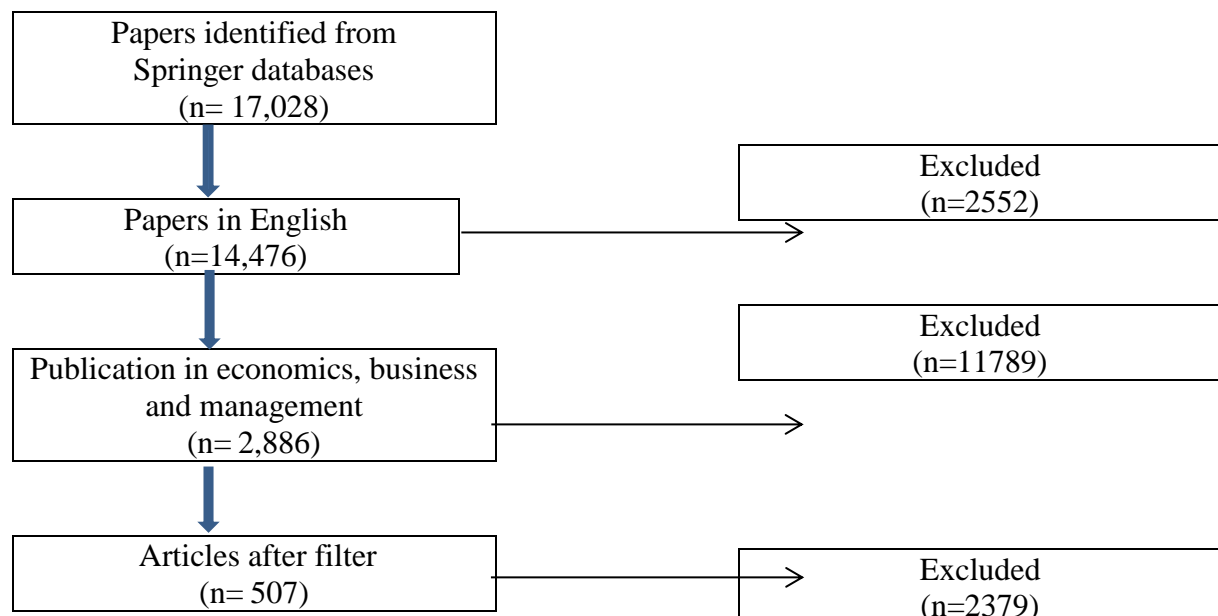 Papers identified from
Springer databases
(n= 17,028)
Excluded
(n=2552)
Papers in English
(n=14,476)
Excluded
(n=11789)
Publication in economics, business
and management
(n= 2,886)
Articles after filter
(n= 507)
Excluded
(n=2379)